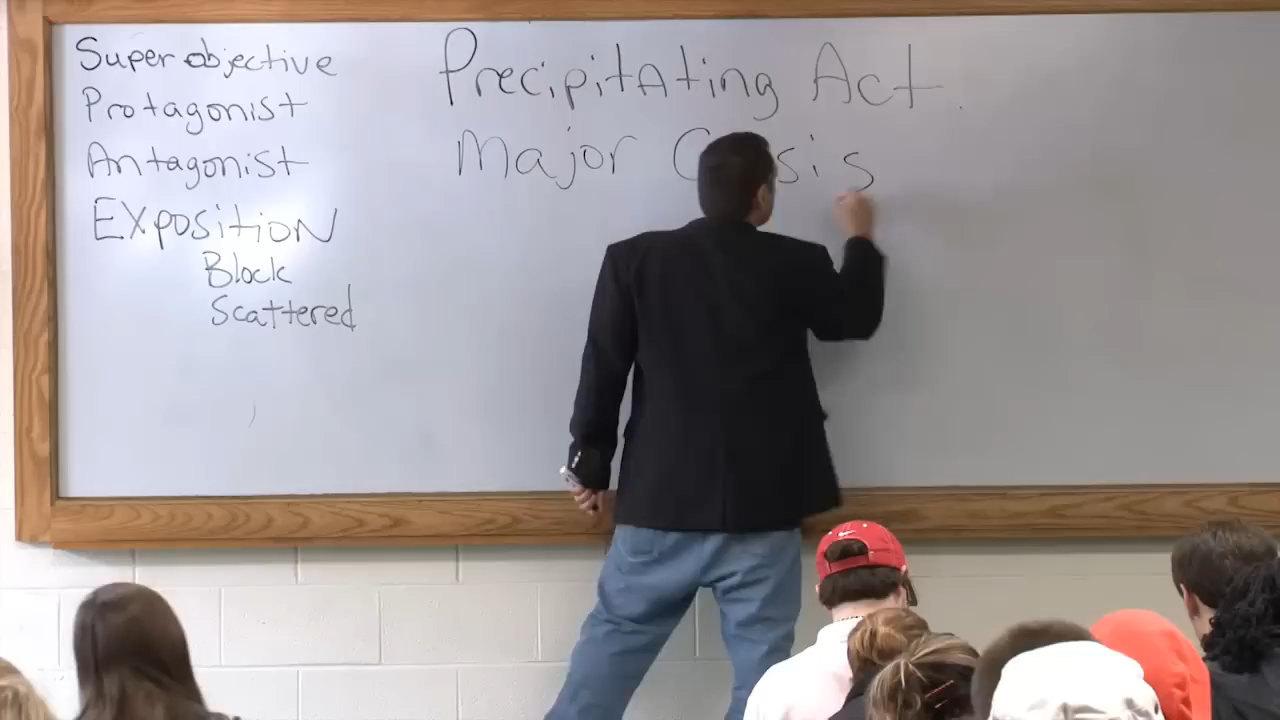 Superobjective
Protagonist
Antagonist
EXposition
Block
Scattered
PrecipitAting Act
Major